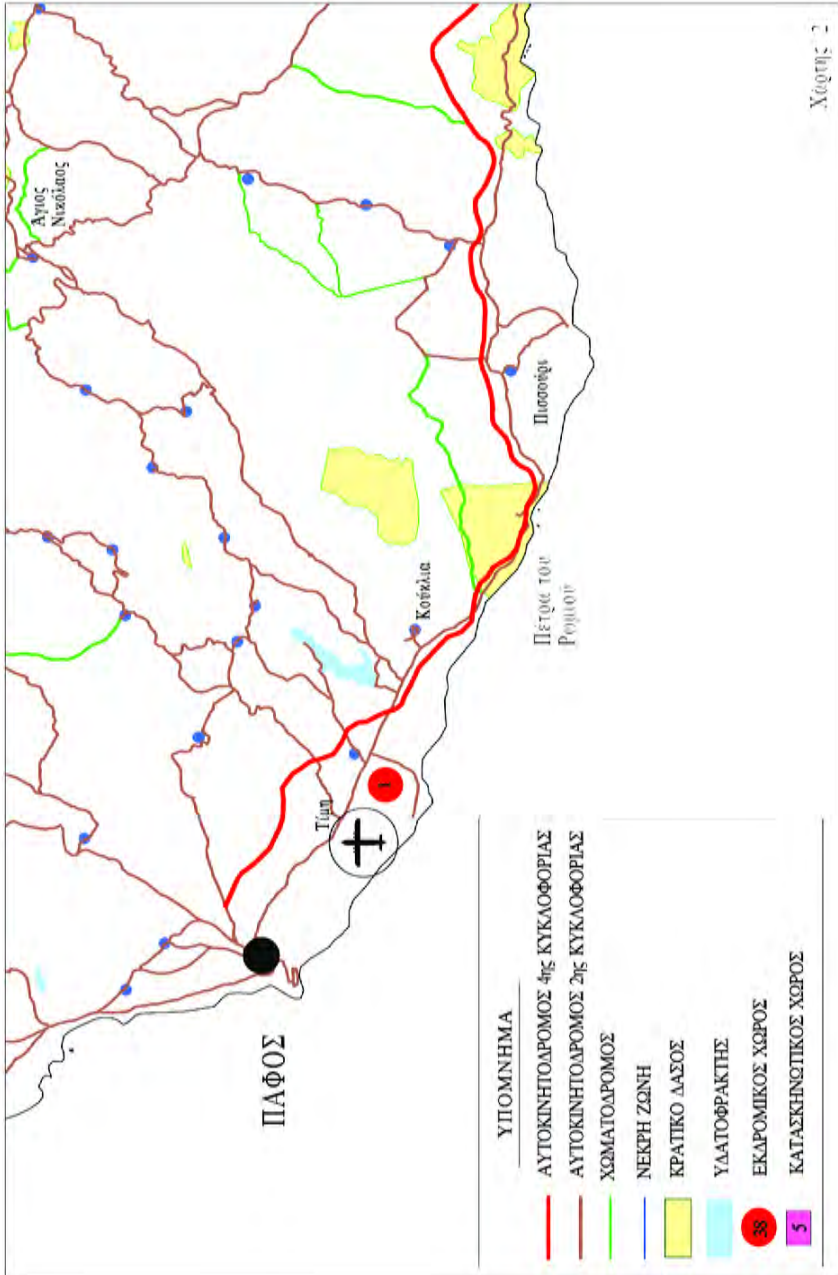 Άγιος
Νικόλαος
Κούκλια
Πισσούρι
Πέτρα του
Ρωμιού
Τίμη
1
ΠΑΦΟΣ
ΥΠΟΜΝΗΜΑ
ΑΥΤΟΚΙΝΗΤΟΔΡΟΜΟΣ 4ης ΚΥΚΛΟΦΟΡΙΑΣ
ΑΥΤΟΚΙΝΗΤΟΔΡΟΜΟΣ 2ης ΚΥΚΛΟΦΟΡΙΑΣ
ΧΩΜΑΤΟΔΡΟΜΟΣ
ΝΕΚΡΗ ΖΩΝΗ
ΚΡΑΤΙΚΟ ΔΑΣΟΣ
ΥΔΑΤΟΦΡΑΚΤΗΣ
38 ΕΚΔΡΟΜΙΚΟΣ ΧΩΡΟΣ
5 ΚΑΤΑΣΚΗΝΩΤΙΚΟΣ ΧΩΡΟΣ
Χάρτης 2